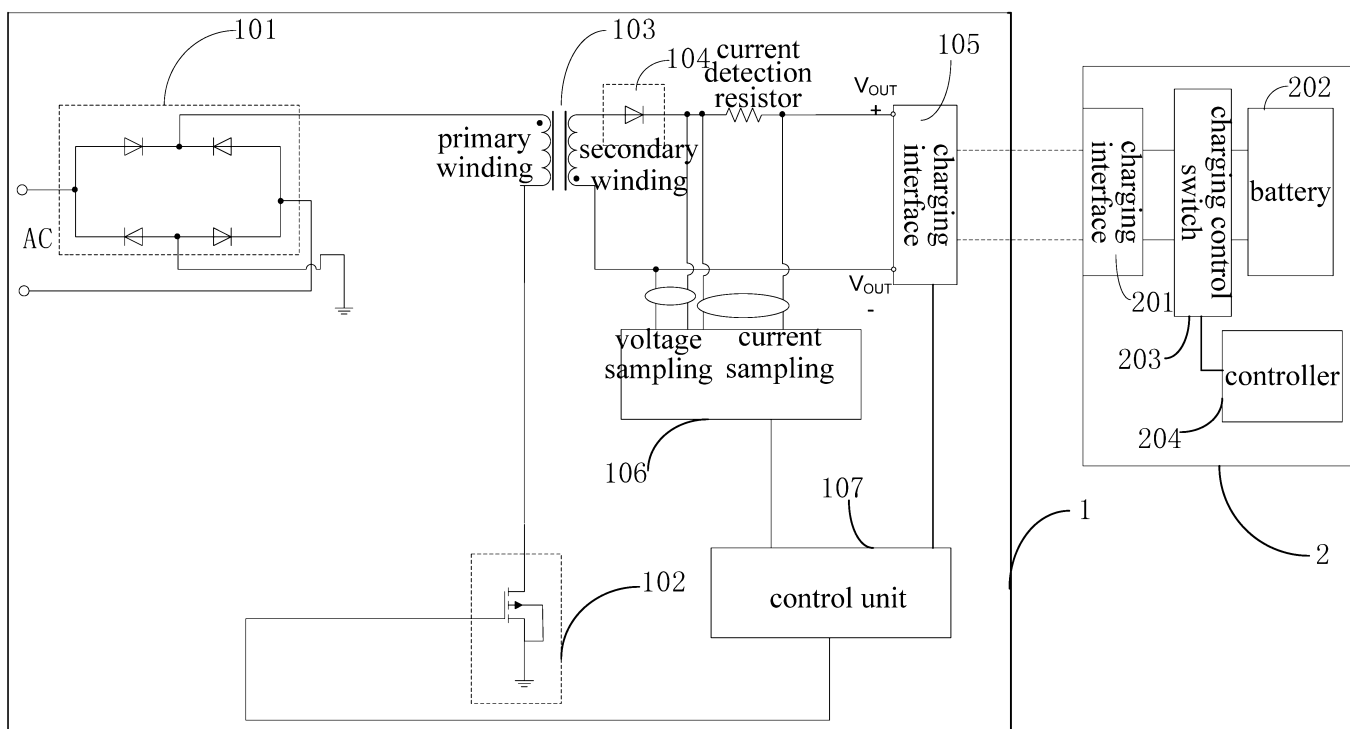 101
103
104
current
detection
resistor
105
VOUT
+
primary
winding
secondary
winding
charging
interface
AC
VOUT
-
voltage
sampling
current
sampling
106
107
control unit
102
1
charging
interface
201
charging control
switch
203
202
battery
controller
204
2